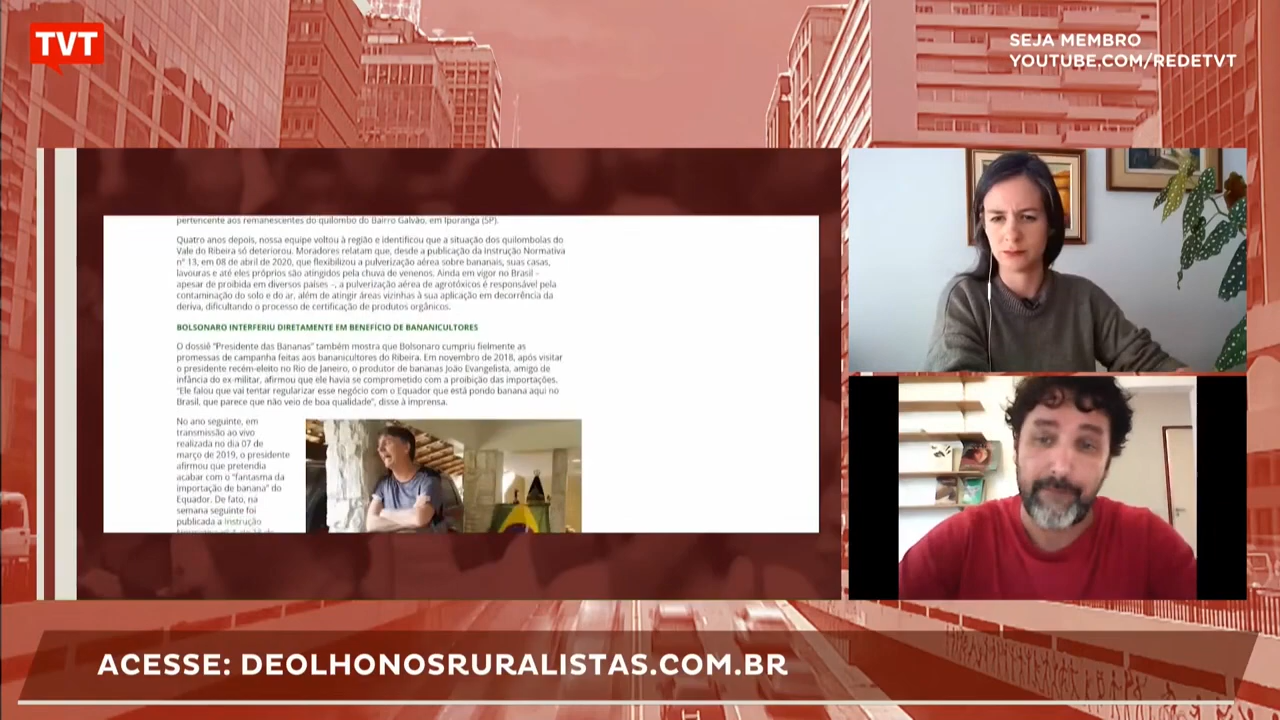 TVT
SEJA MEMBRO
YOUTUBE.COM/REDETVT
pertencente aos remanescentes do quilombo do Bairro Galvão, em Iporanga (SP).
Quatro anos depois, nossa equipe voltou à região e identificou que a situação dos quilombolas do
Vale do Ribeira só deteriorou. Moradores relatam que, desde a publicação da Instrução Normativa
nº 13, em 08 de abril de 2020, que flexibilizou a pulverização aérea sobre bananais, suas casas,
lavouras e até eles próprios são atingidos pela chuva de venenos. Ainda em vigor no Brasil –
apesar de proibida em diversos países –, a pulverização aérea de agrotóxicos é responsável pela
contaminação do solo e do ar, além de atingir áreas vizinhas à sua aplicação em decorrência da
deriva, dificultando o processo de certificação de produtos orgânicos.
BOLSONARO INTERFERIU DIRETAMENTE EM BENEFÍCIO DE BANANICULTORES
O dossiê "Presidente das Bananas" também mostra que Bolsonaro cumpriu fielmente as
promessas de campanha feitas aos bananicultores do Ribeira. Em novembro de 2018, após visitar
o presidente recém-eleito no Rio de Janeiro, o produtor de bananas João Evangelista, amigo de
infância do ex-militar, afirmou que ele havia se comprometido com a proibição das importações.
"Ele falou que vai tentar regularizar esse negócio com o Equador que está pondo banana aqui no
Brasil, que parece que não veio de boa qualidade", disse à imprensa.
No ano seguinte, em
transmissão ao vivo
realizada no dia 07 de
março de 2019, o presidente
afirmou que pretendia
acabar com o "fantasma da
importação de banana" do
Equador. De fato, na
semana seguinte foi
publicada a Instrução
ACESSE: DEOLHONOSRURALISTAS.COM.BR